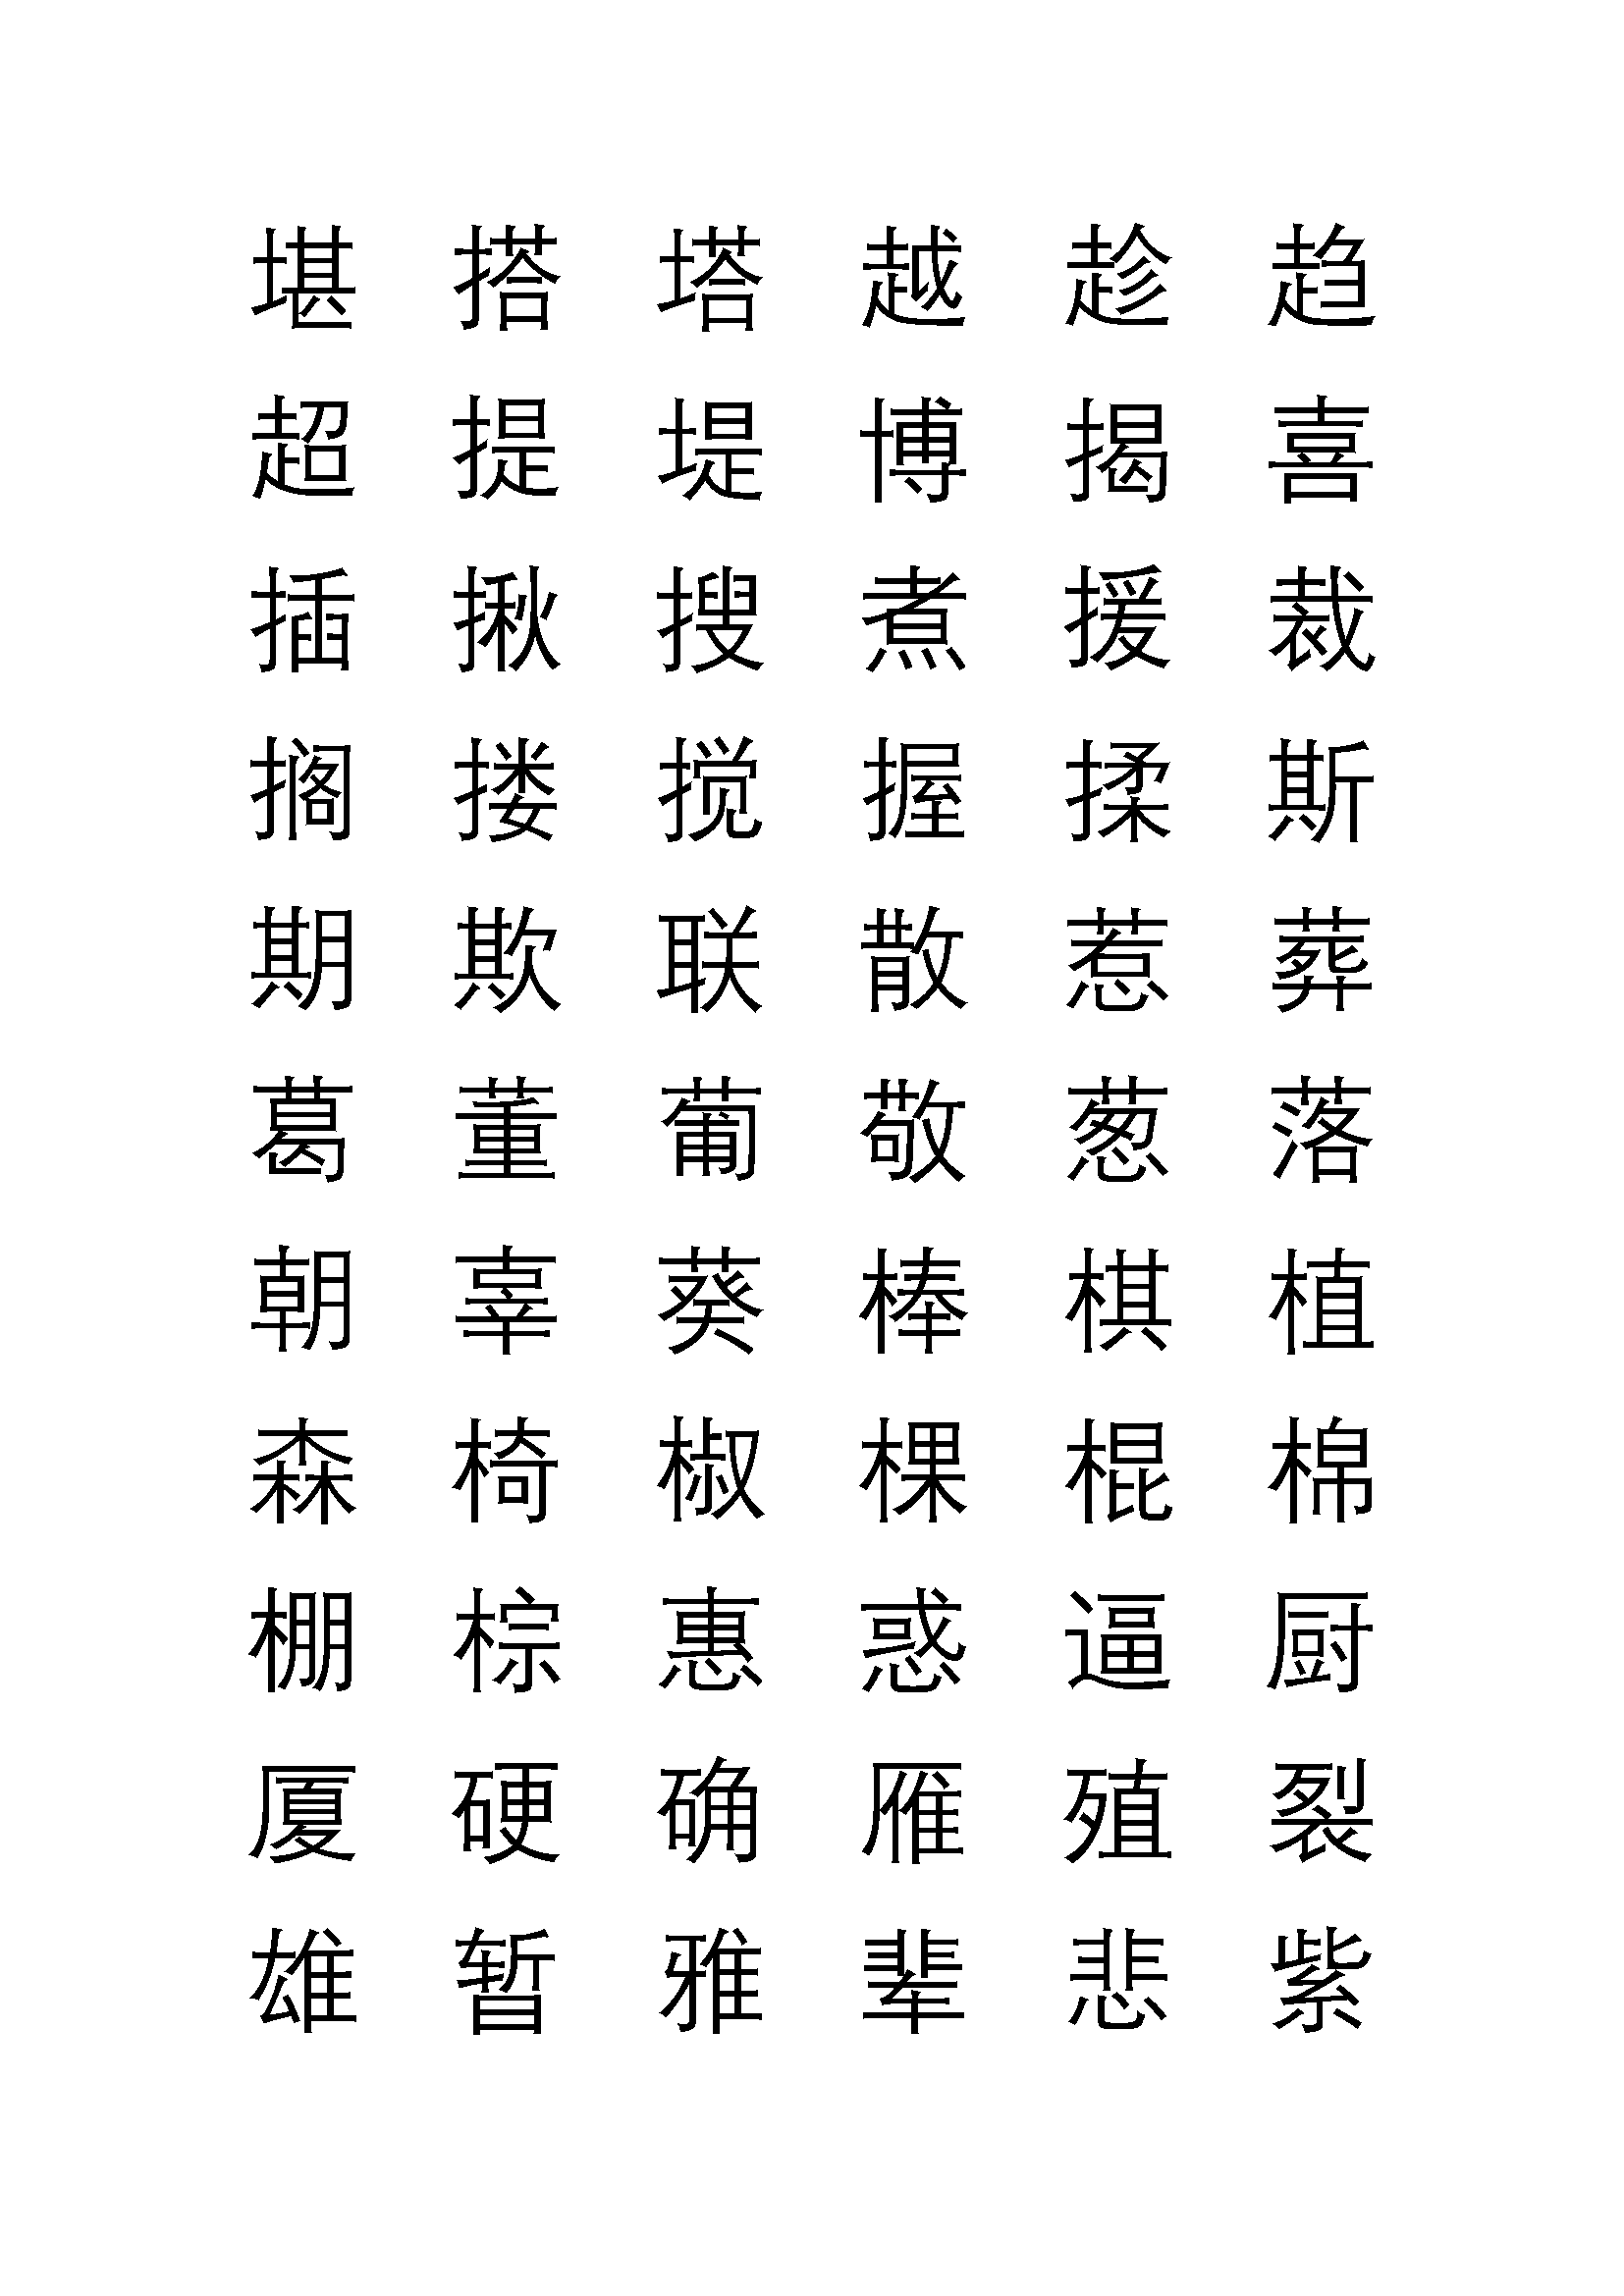 堪 搭 塔 越 趁 趋
超 提 堤 博 揭 喜
插 揪 搜 煮 援 裁
搁 搂 搅 握 揉 斯
期 欺 联 散 惹 葬
葛 董 葡 敬 葱 落
朝 辜 葵 棒 棋 植
森 椅 椒 棵 棍 棉
棚 棕 惠 惑 逼 厨
厦 硬 确 雁 殖 裂
雄 暂 雅 辈 悲 紫